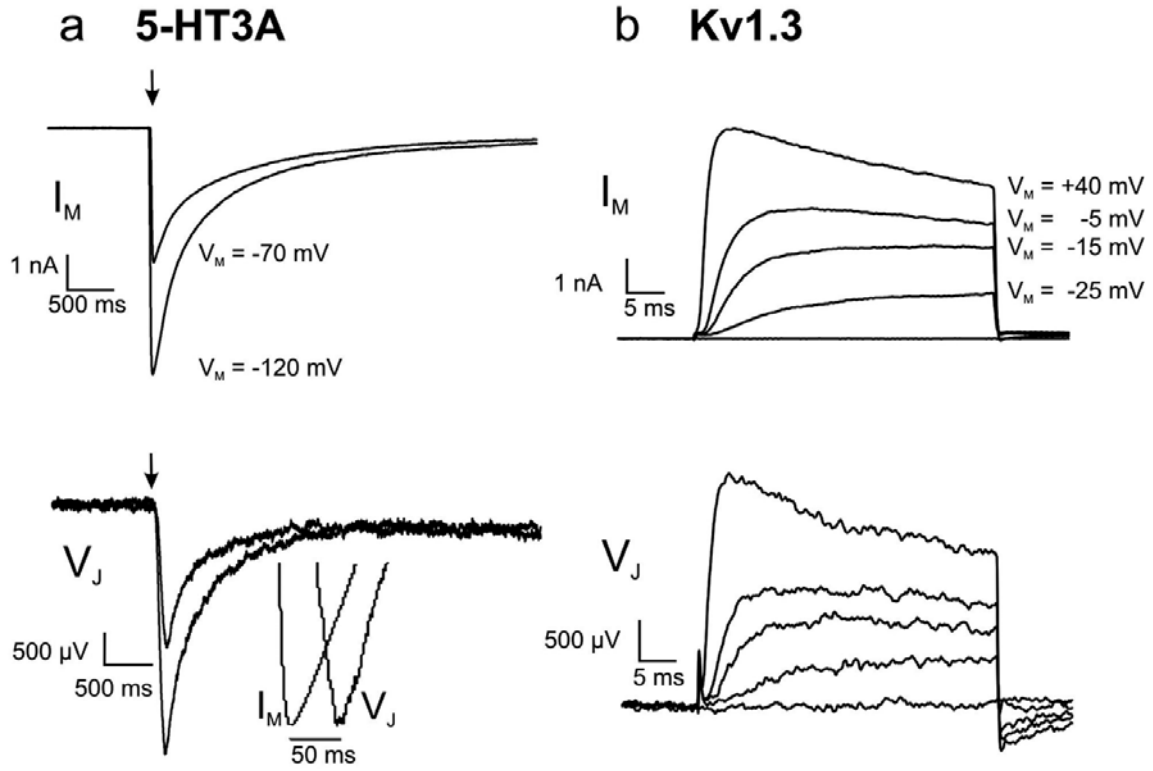 a 5-HT3A
I_M
V_M = -70 mV
1 nA
500 ms
V_M = -120 mV
V_J
500 µV
500 ms
I_M
V_J
50 ms
b Kv1.3
I_M
V_M = +40 mV
V_M = -5 mV
V_M = -15 mV
V_M = -25 mV
1 nA
5 ms
V_J
500 µV
5 ms